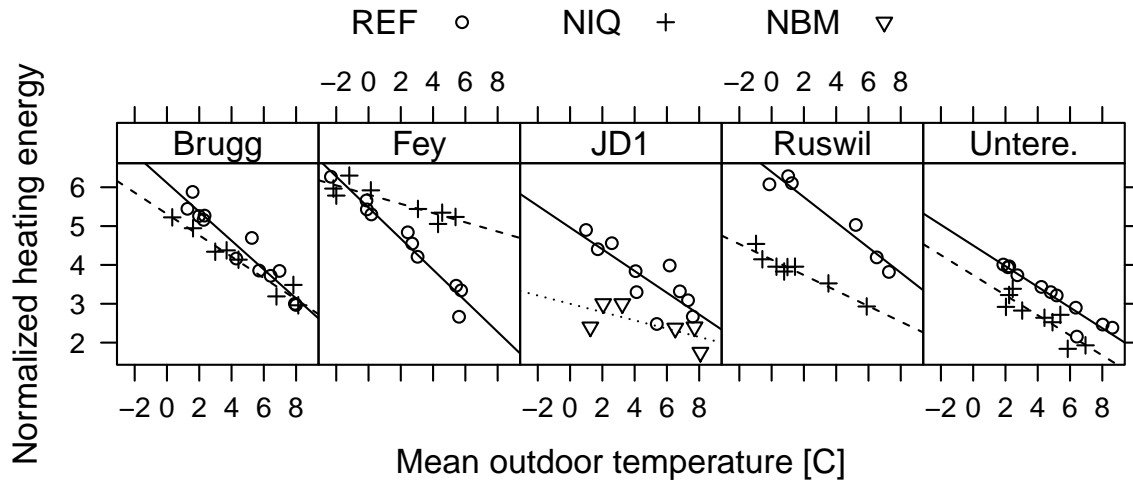 REF NIQ NBM
−2 0 2 4 6 8 −2 0 2 4 6 8
Brugg Fey JD1 Ruswil Untere.
Normalized heating energy
6
5
4
3
2
−2 0 2 4 6 8 −2 0 2 4 6 8 −2 0 2 4 6 8
Mean outdoor temperature [C]